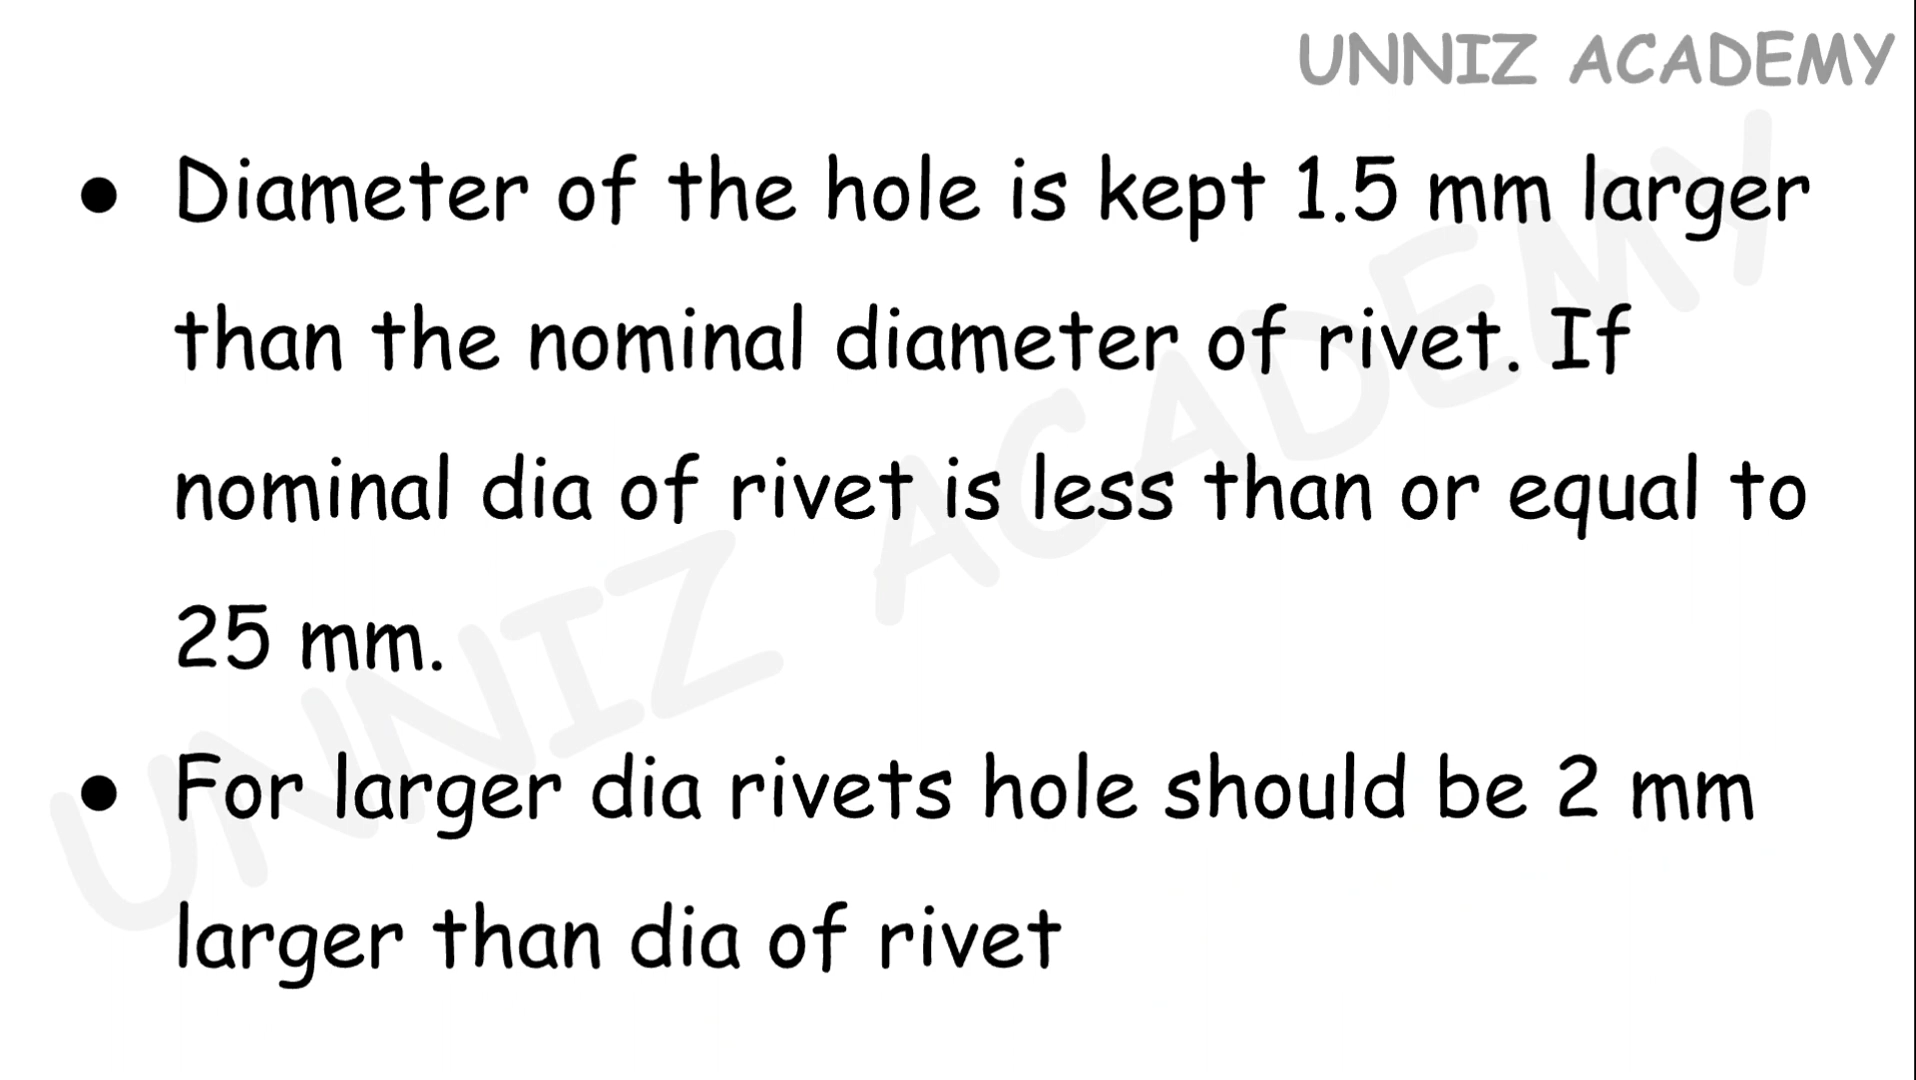 UNNIZ ACADEMY
• Diameter of the hole is kept 1.5 mm larger
than the nominal diameter of rivet. If
nominal dia of rivet is less than or equal to
25 mm.
• For larger dia rivets hole should be 2 mm
larger than dia of rivet
UNNIZ ACADEMY